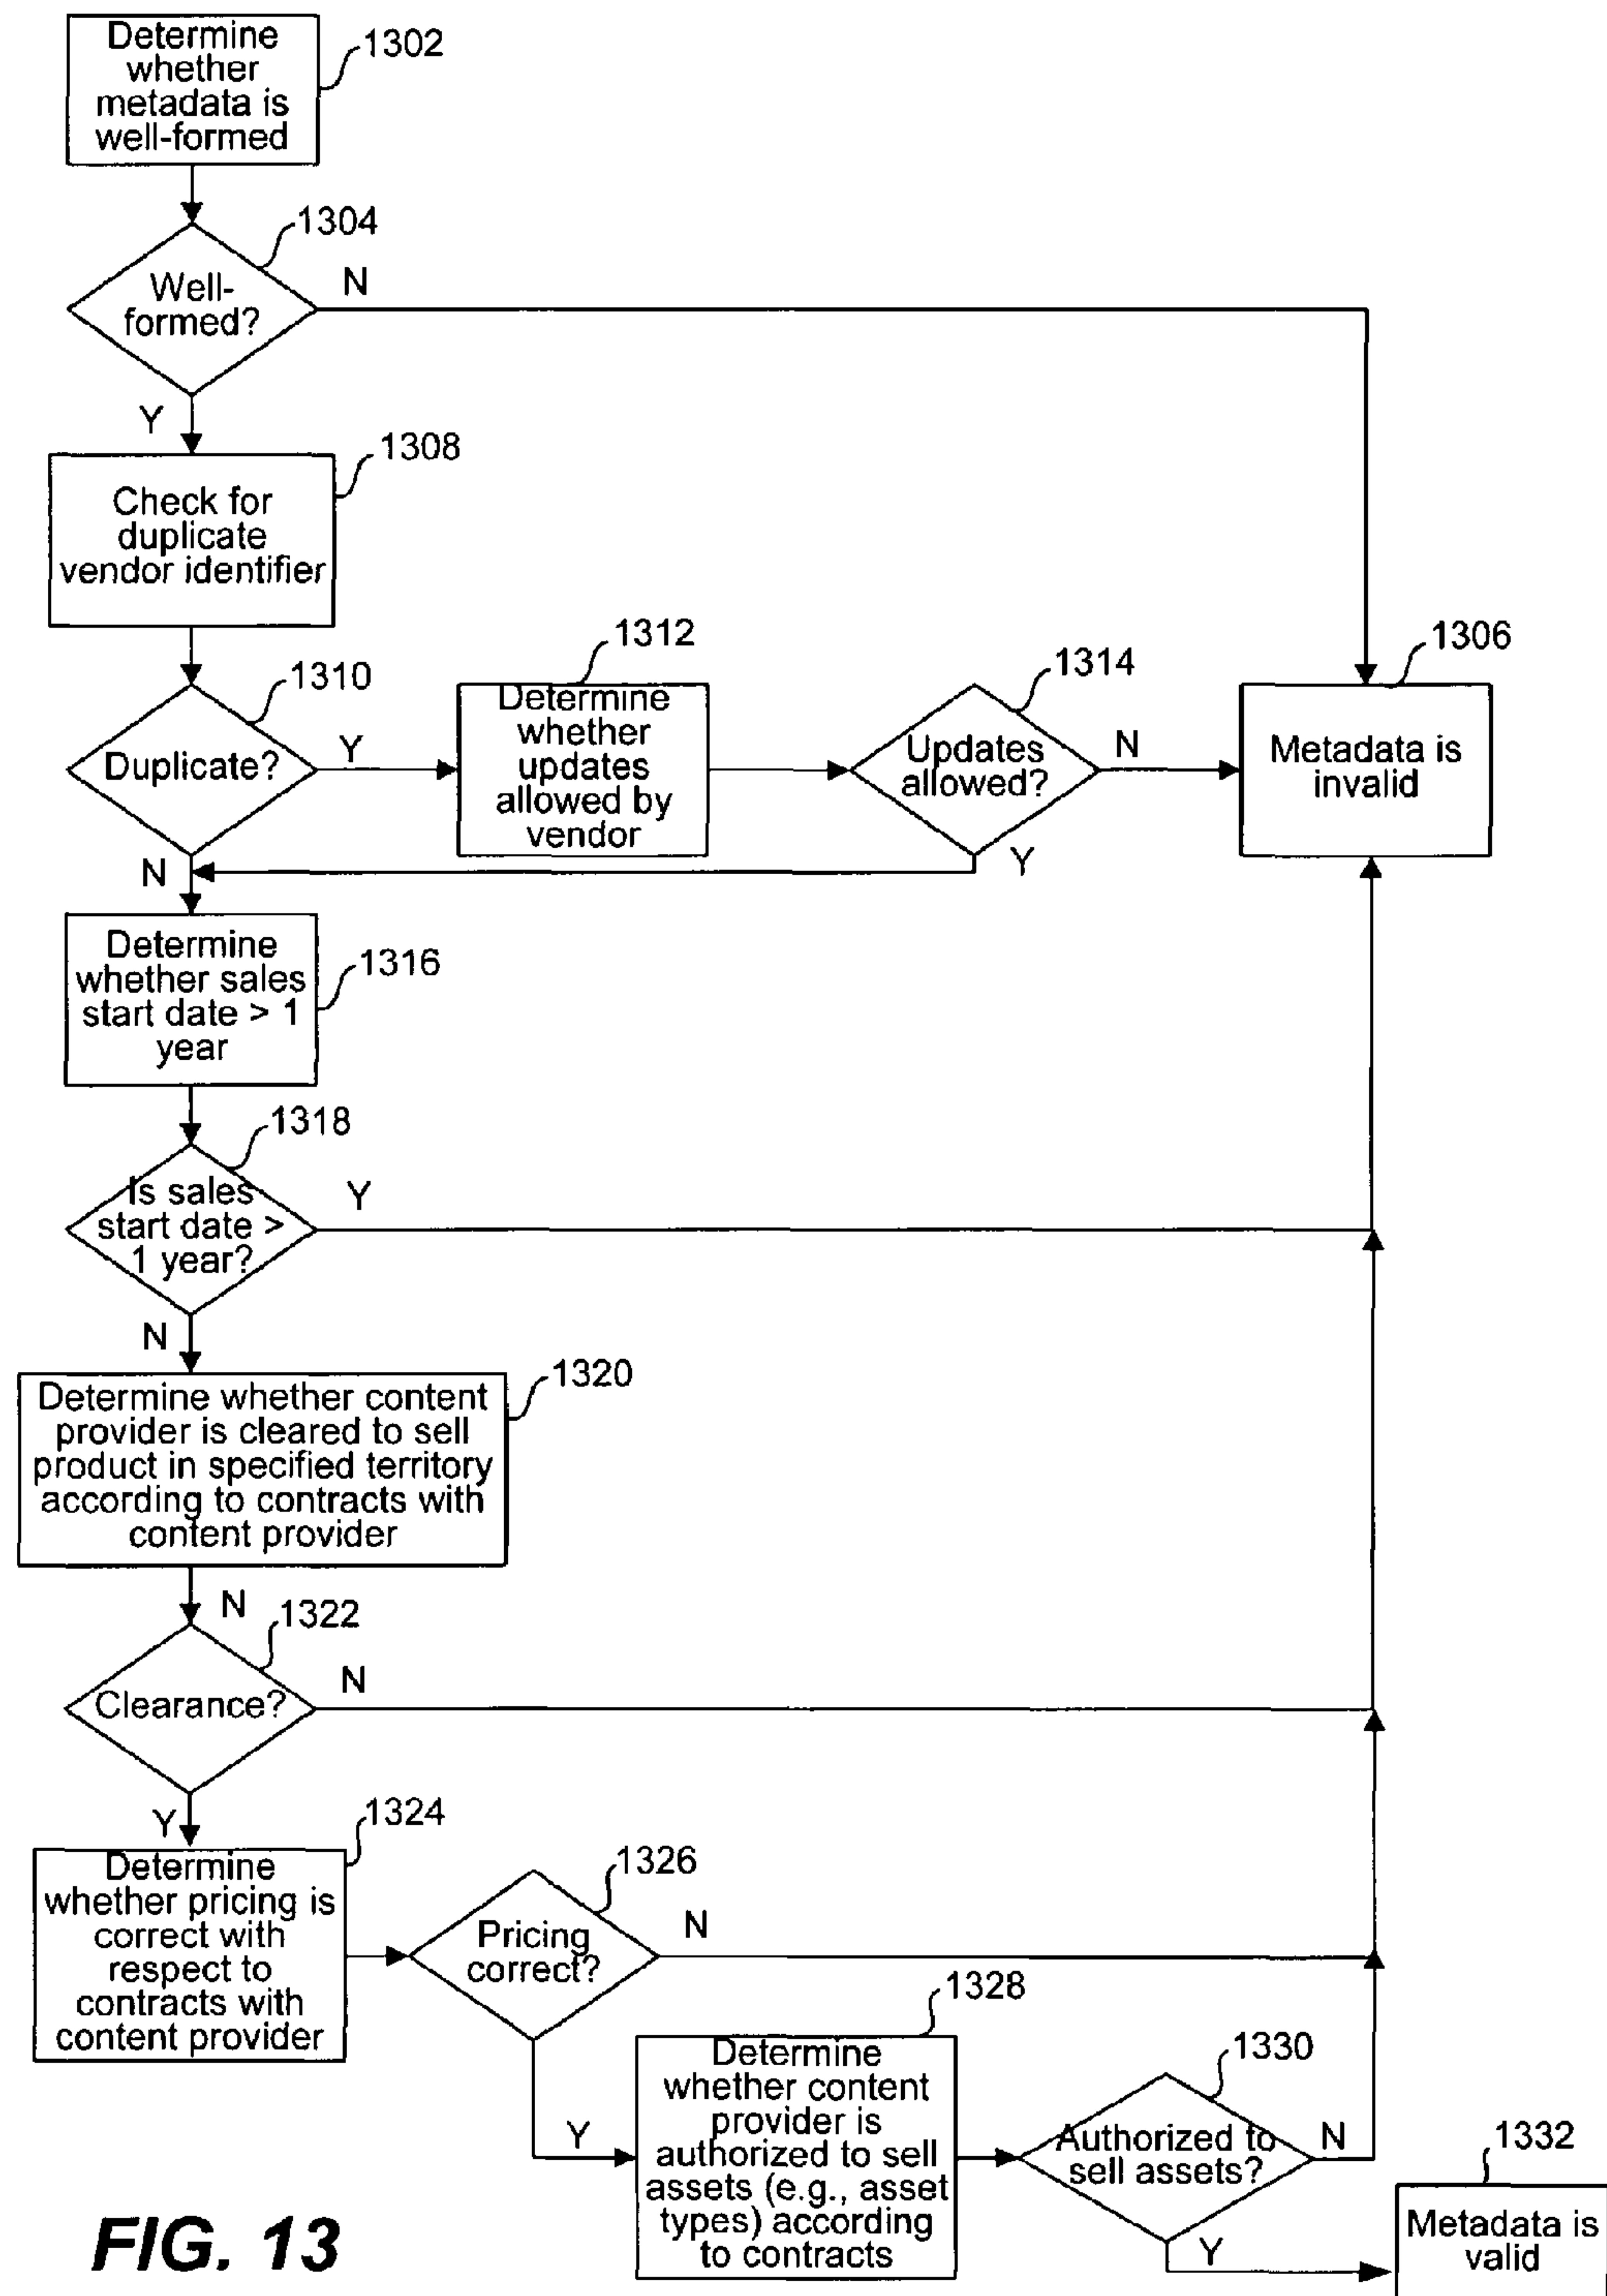 Determine
whether
metadata is
well-formed
1302
1304
Well-
formed?
N
Y
1308
Check for
duplicate
vendor identifier
1310
Duplicate?
Y
N
1312
Determine
whether
updates
allowed by
vendor
1314
Updates
allowed?
N
Y
1306
Metadata is
invalid
Determine
whether sales
start date > 1
year
1316
1318
Is sales
start date >
1 year?
Y
N
1320
Determine whether content
provider is cleared to sell
product in specified territory
according to contracts with
content provider
N
1322
Clearance?
N
Y
1324
Determine
whether pricing is
correct with
respect to
contracts with
content provider
1326
Pricing
correct?
N
Y
1328
Determine
whether content
provider is
authorized to sell
assets (e.g., asset
types) according
to contracts
1330
Authorized to
sell assets?
N
Y
1332
Metadata is
valid
FIG. 13